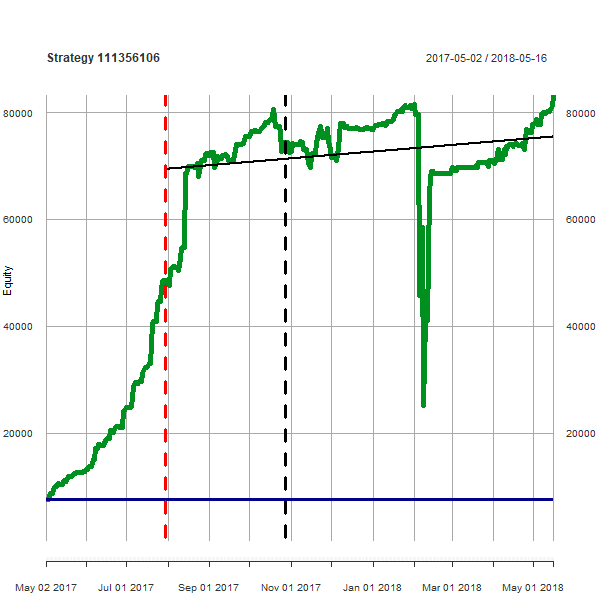 Strategy 111356106
2017-05-02 / 2018-05-16
80000
80000
60000
60000
Equity
40000
40000
20000
20000
May 02 2017
Jul 01 2017
Sep 01 2017
Nov 01 2017
Jan 01 2018
Mar 01 2018
May 01 2018